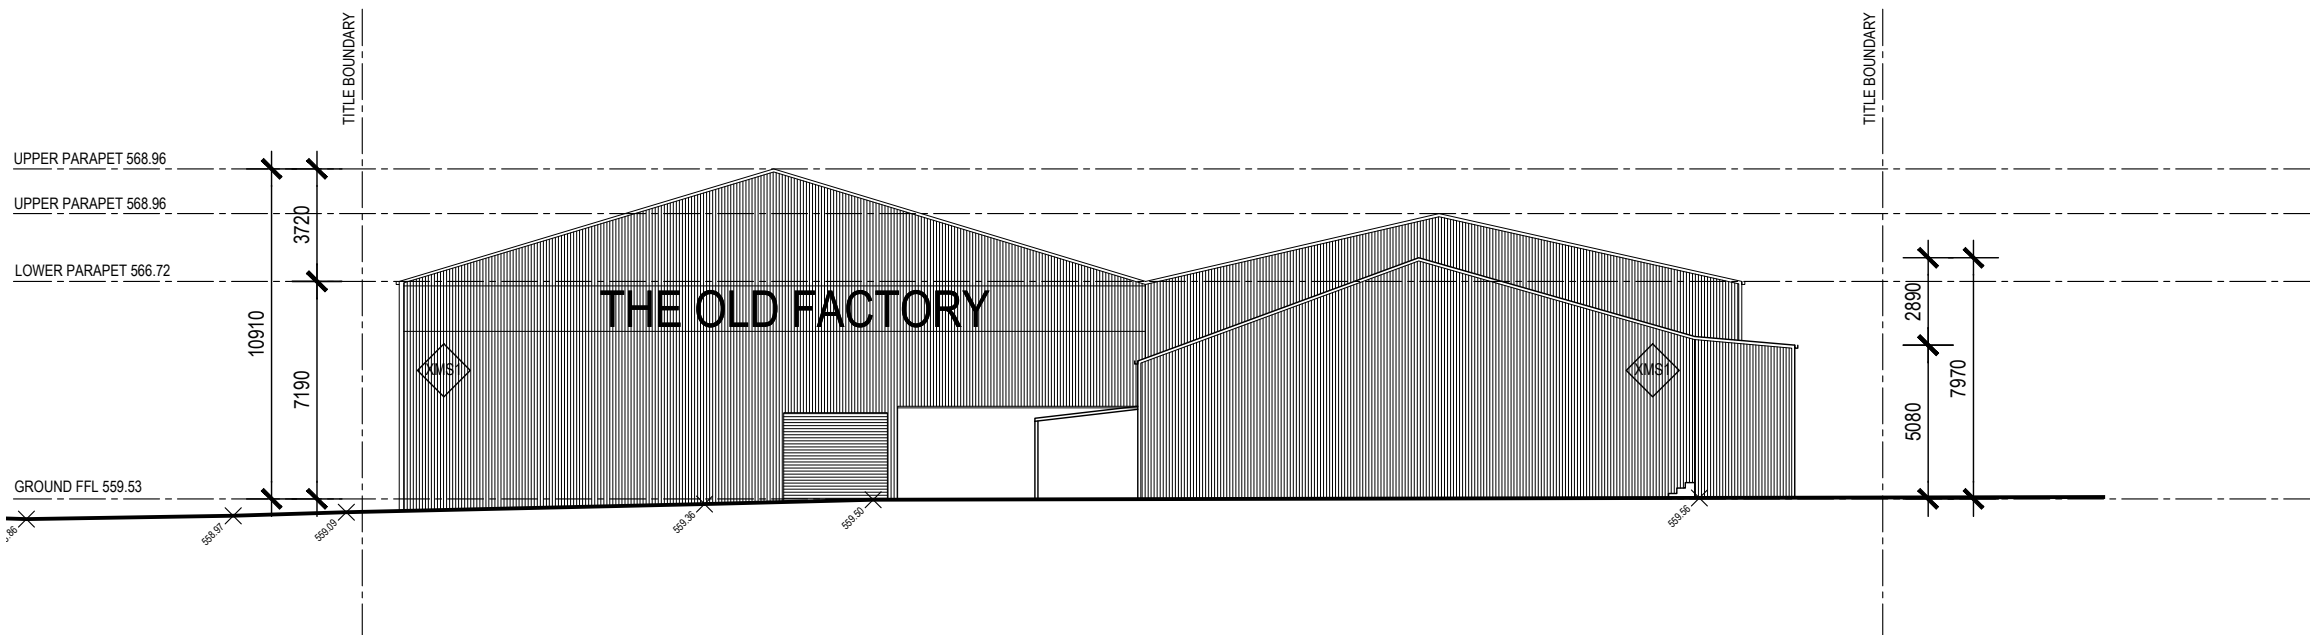 TITLE BOUNDARY
TITLE BOUNDARY
UPPER PARAPET 568.96
UPPER PARAPET 568.96
3720
LOWER PARAPET 566.72
THE OLD FACTORY
2890
10910
7190
XMS1
XMS1
7970
5080
GROUND FFL 559.53
558.97
559.09
559.36
559.50
559.56